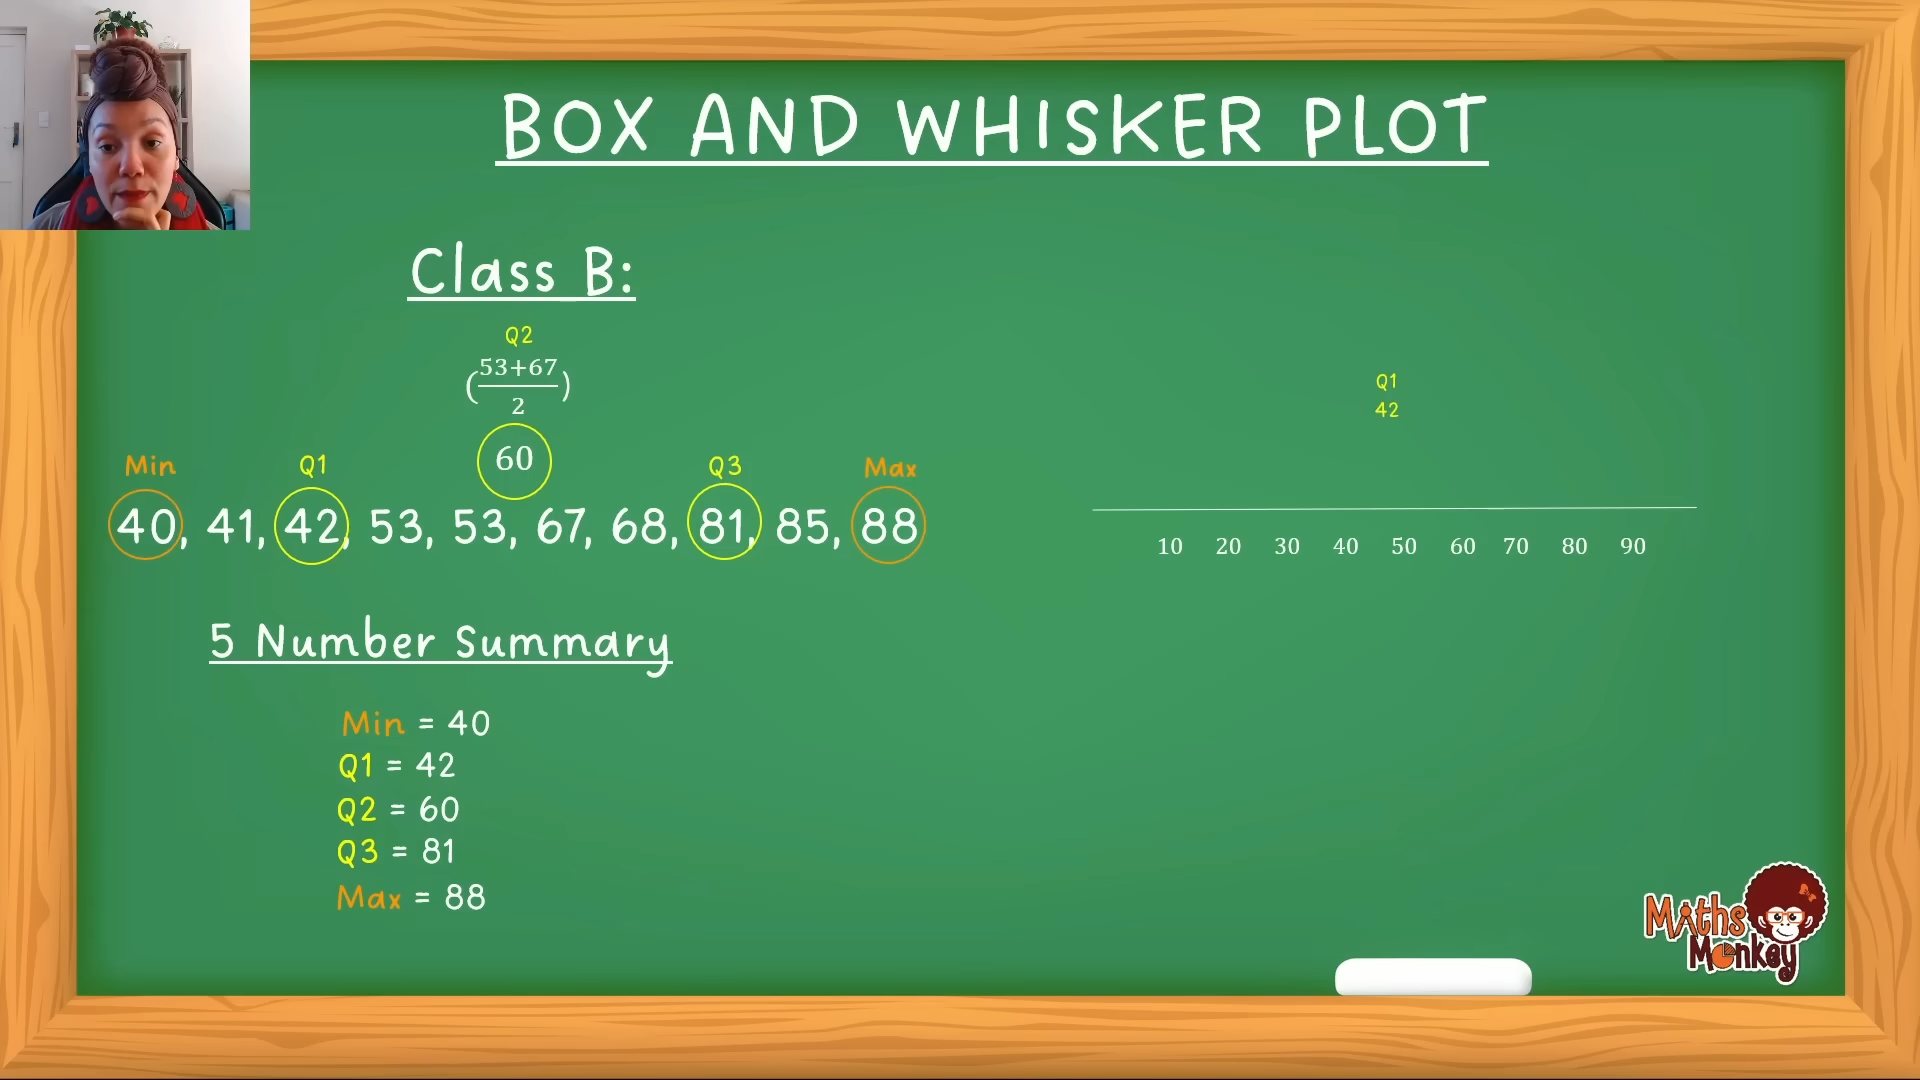 BOX AND WHISKER PLOT
Class B:
Q2
(53+67
2)
60
Min Q1 Q3 Max
40, 41, 42, 53, 53, 67, 68, 81, 85, 88
5 Number Summary
Min = 40
Q1 = 42
Q2 = 60
Q3 = 81
Max = 88
Q1
42
10 20 30 40 50 60 70 80 90
Maths
Monkey